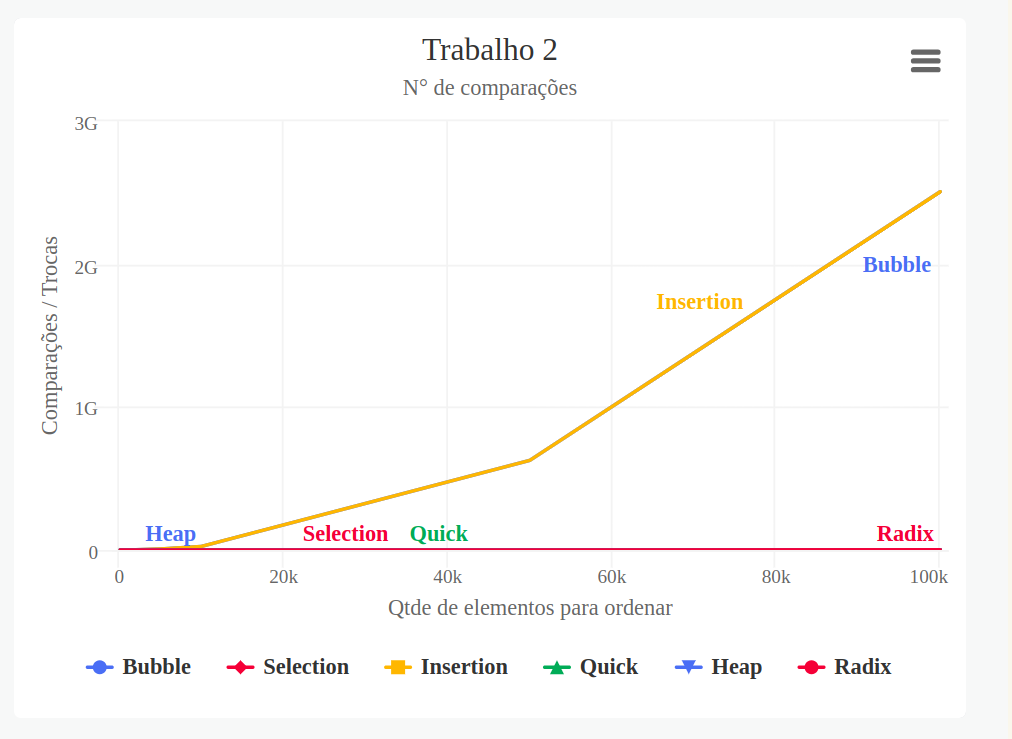 Trabalho 2
N° de comparações
3G
2G
1G
0
Comparações / Trocas
Insertion
Bubble
Heap
Selection
Quick
Radix
0 20k 40k 60k 80k 100k
Qtde de elementos para ordenar
Bubble Selection Insertion Quick Heap Radix